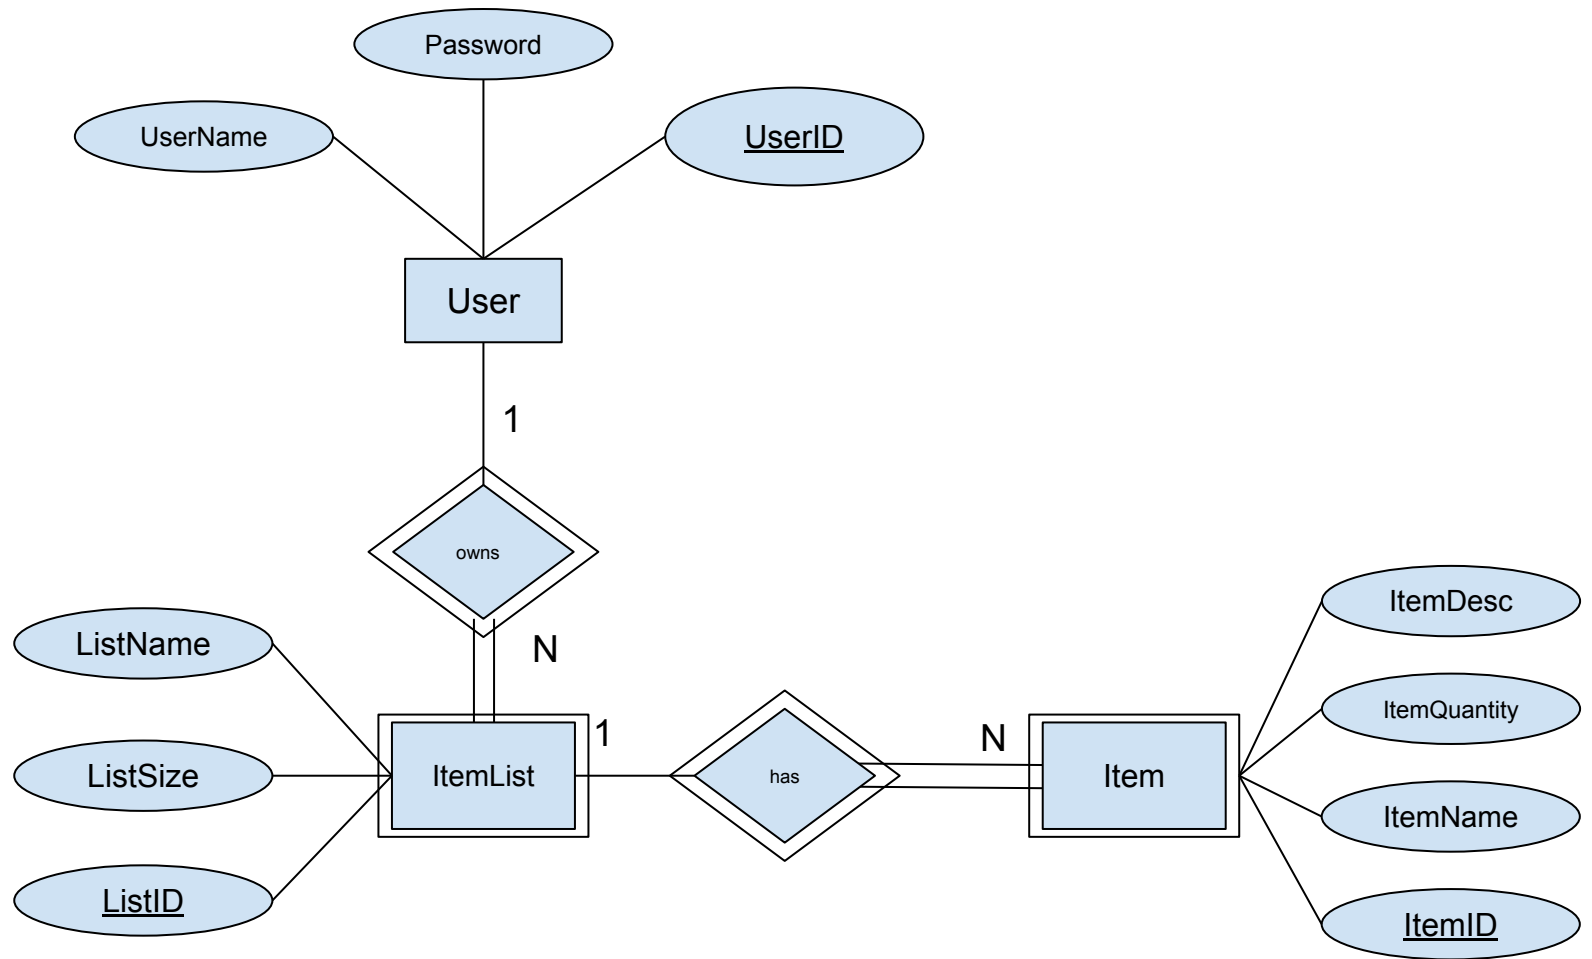 Password
UserName
UserID
User
1
owns
N
ListName
ListSize
ListID
ItemList
1
has
N
Item
ItemDesc
ItemQuantity
ItemName
ItemID